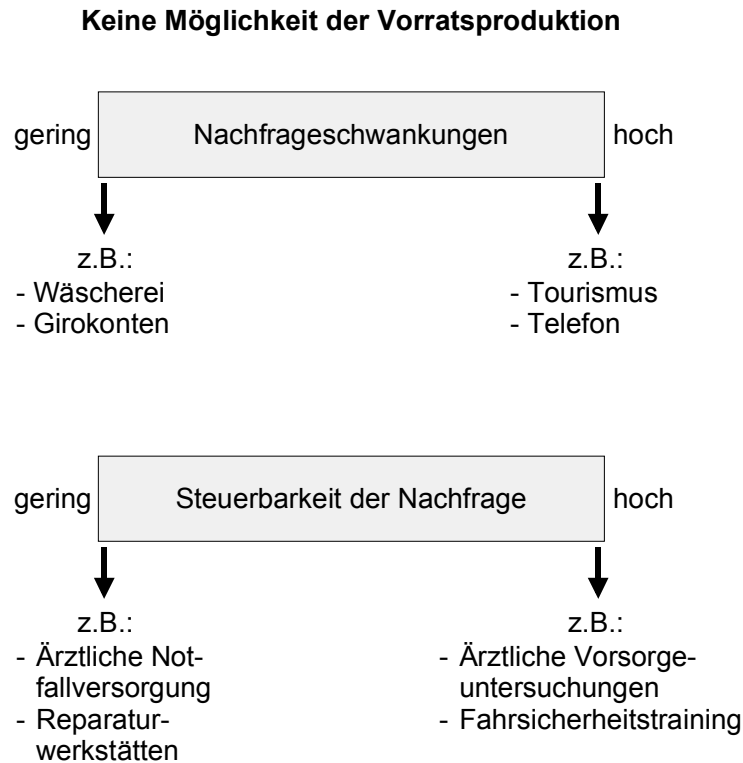 Keine Möglichkeit der Vorratsproduktion
gering Nachfrageschwankungen hoch
z.B.:
- Wäscherei
- Girokonten
z.B.:
- Tourismus
- Telefon
gering Steuerbarkeit der Nachfrage hoch
z.B.:
- Ärztliche Not-
fallversorgung
- Reparatur-
werkstätten
z.B.:
- Ärztliche Vorsorge-
untersuchungen
- Fahrsicherheitstraining